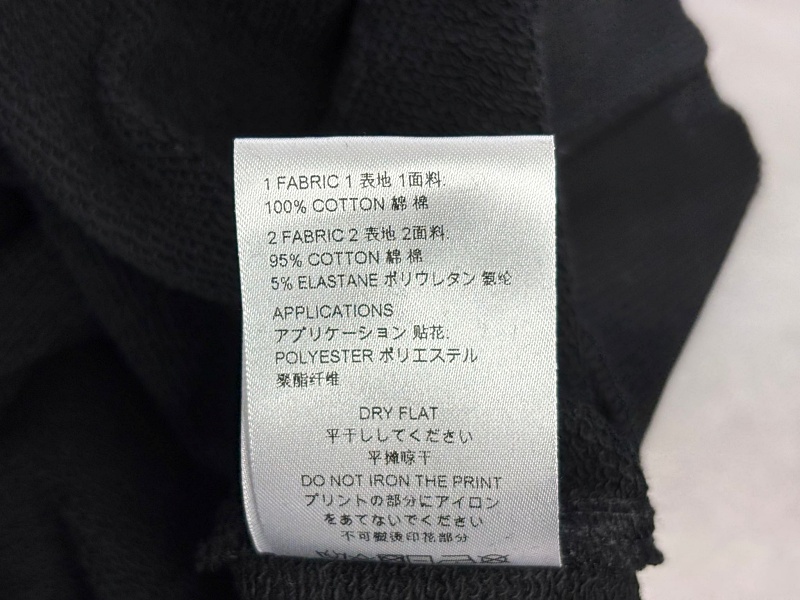 1 FABRIC 1 表地 1面料:
100% COTTON 綿 棉
2 FABRIC 2 表地 2面料:
95% COTTON 綿 棉
5% ELASTANE ポリウレタン 氨纶
APPLICATIONS
アプリケーション 贴花:
POLYESTER ポリエステル
聚酯纤维
DRY FLAT
平干ししてください
平摊晾干
DO NOT IRON THE PRINT
プリントの部分にアイロン
をあてないでください
不可熨烫印花部分